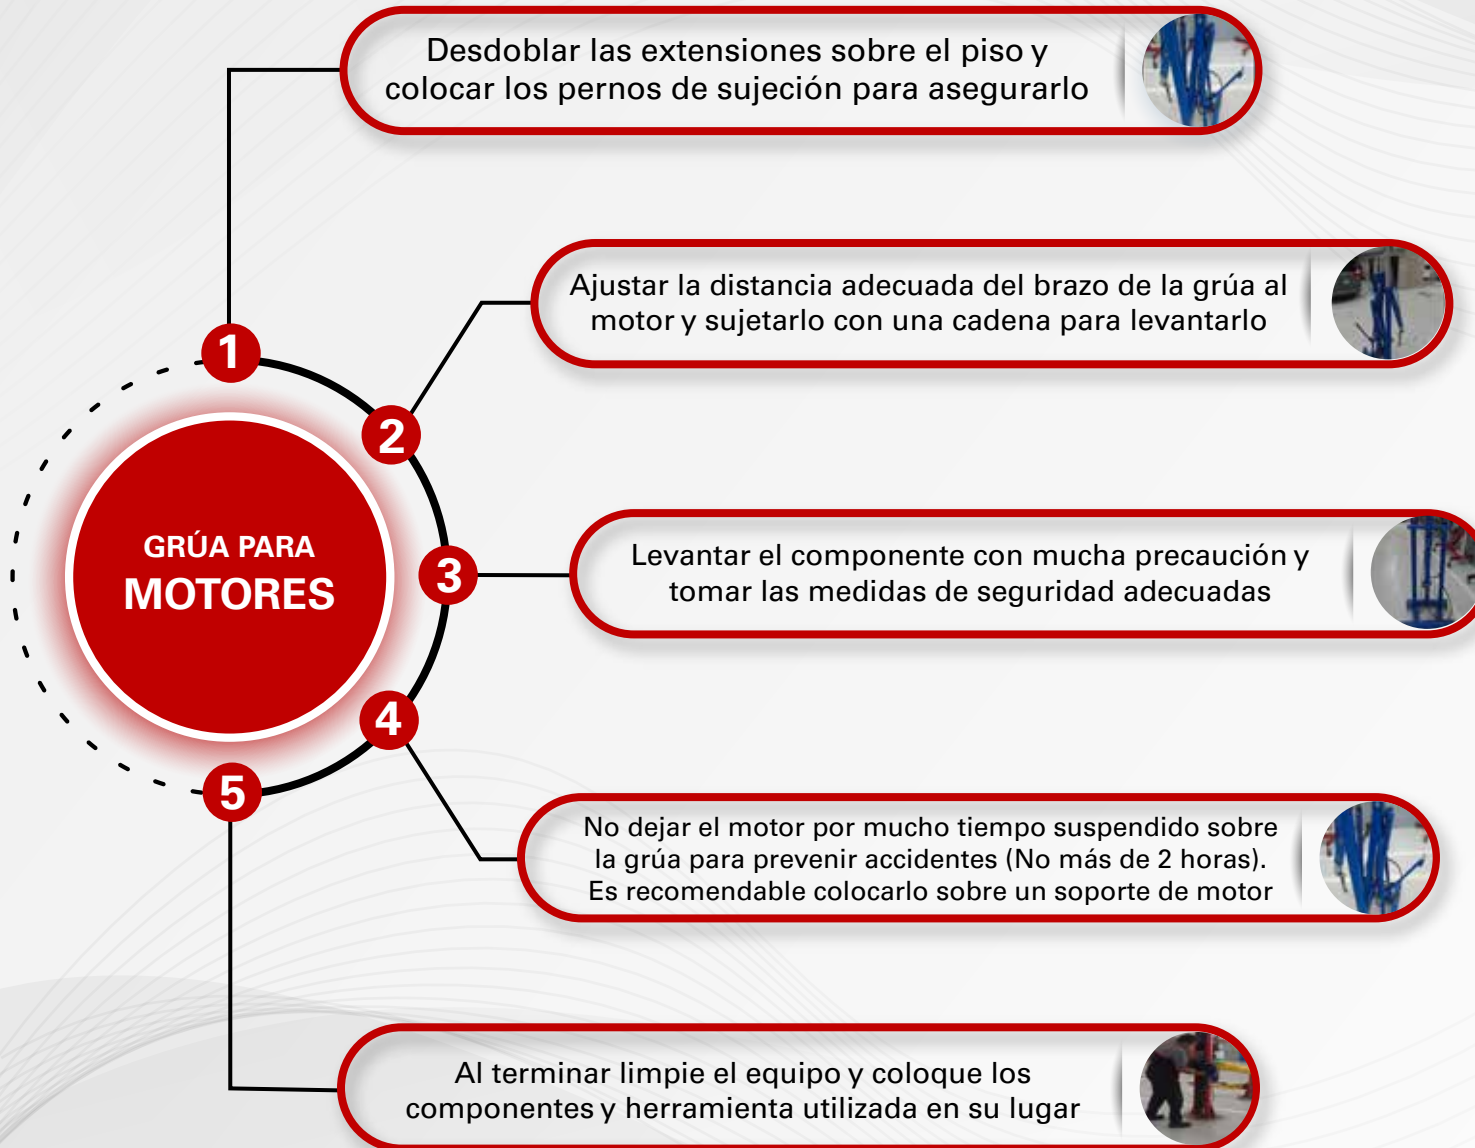 Desdoblar las extensiones sobre el piso y
colocar los pernos de sujeción para asegurarlo
Ajustar la distancia adecuada del brazo de la grúa al
motor y sujetarlo con una cadena para levantarlo
1
2
GRÚA PARA
MOTORES
3
Levantar el componente con mucha precaución y
tomar las medidas de seguridad adecuadas
4
5
No dejar el motor por mucho tiempo suspendido sobre
la grúa para prevenir accidentes (No más de 2 horas).
Es recomendable colocarlo sobre un soporte de motor
Al terminar limpie el equipo y coloque los
componentes y herramienta utilizada en su lugar